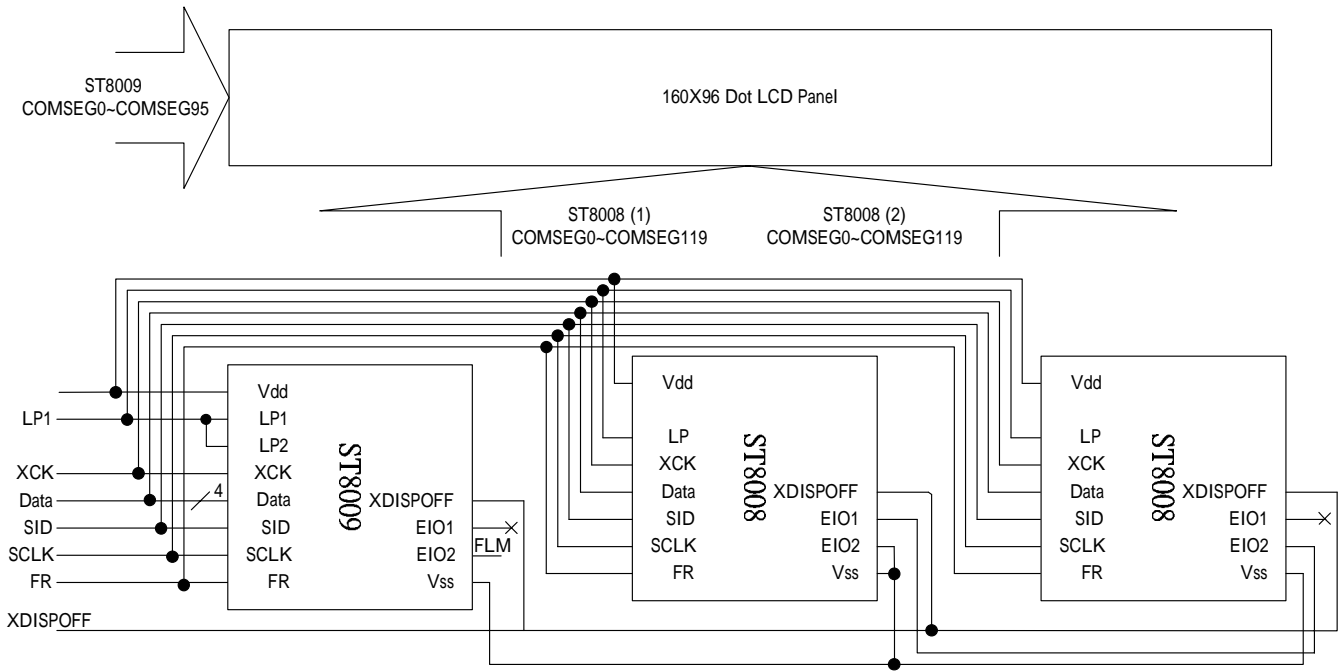 ST8009
COMSEG0~COMSEG95
160X96 Dot LCD Panel
ST8008 (1)
COMSEG0~COMSEG119
ST8008 (2)
COMSEG0~COMSEG119
LP1
XCK
Data
SID
SCLK
FR
XDISPOFF
4
Vdd
LP1
LP2
XCK
Data
SID
SCLK
FR
ST8009
XDISPOFF
EIO1
EIO2
Vss
FLM
Vdd
LP
XCK
Data
SID
SCLK
FR
ST8008
XDISPOFF
EIO1
EIO2
Vss
Vdd
LP
XCK
Data
SID
SCLK
FR
ST8008
XDISPOFF
EIO1
EIO2
Vss